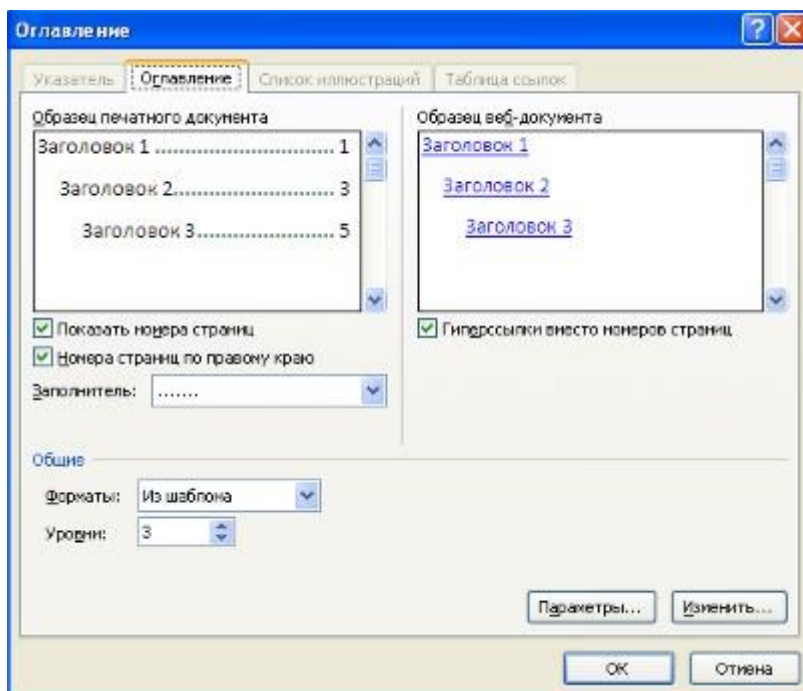 Оглавление
Указатель Оглавление Список иллюстраций Таблица ссылок
Образец печатного документа
Заголовок 1 ................................. 1
Заголовок 2............................. 3
Заголовок 3......................... 5
Образец веб-документа
Заголовок 1
Заголовок 2
Заголовок 3
Показать номера страниц
Номера страниц по правому краю
Заполнитель: .......
Гиперссылки вместо номеров страниц
Общие
Форматы: Из шаблона
Уровни: 3
Параметры... Изменить...
ОК Отмена